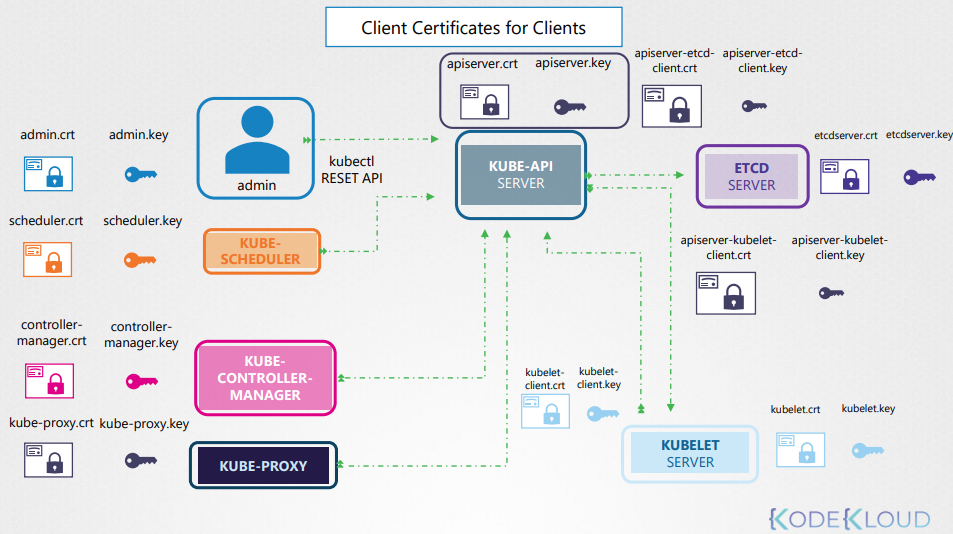 Client Certificates for Clients
apiserver.crt
apiserver.key
apiserver-etcd-
client.crt
apiserver-etcd-
client.key
admin.crt
admin.key
admin
kubectl
RESET API
KUBE-API
SERVER
ETCD
SERVER
etcdserver.crt
etcdserver.key
scheduler.crt
scheduler.key
KUBE-
SCHEDULER
apiserver-kubelet-
client.crt
apiserver-kubelet-
client.key
controller-
manager.crt
controller-
manager.key
KUBE-
CONTROLLER-
MANAGER
kubelet-
client.crt
kubelet-
client.key
kube-proxy.crt
kube-proxy.key
KUBE-PROXY
KUBELET
SERVER
kubelet.crt
kubelet.key
KODEKLOUD